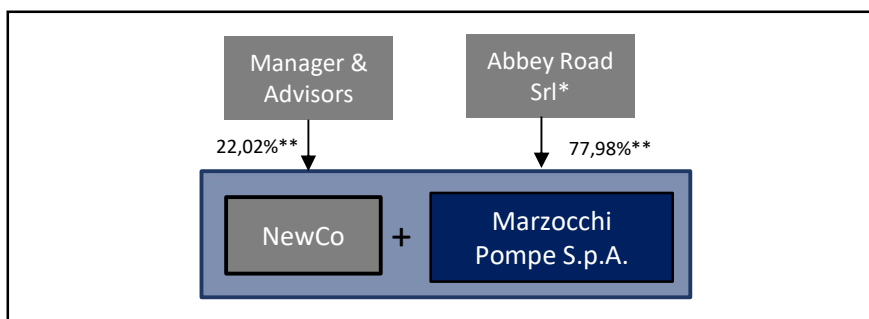 Manager &
Advisors
Abbey Road
Srl*
22,02%**
77,98%**
NewCo
+
Marzocchi
Pompe S.p.A.